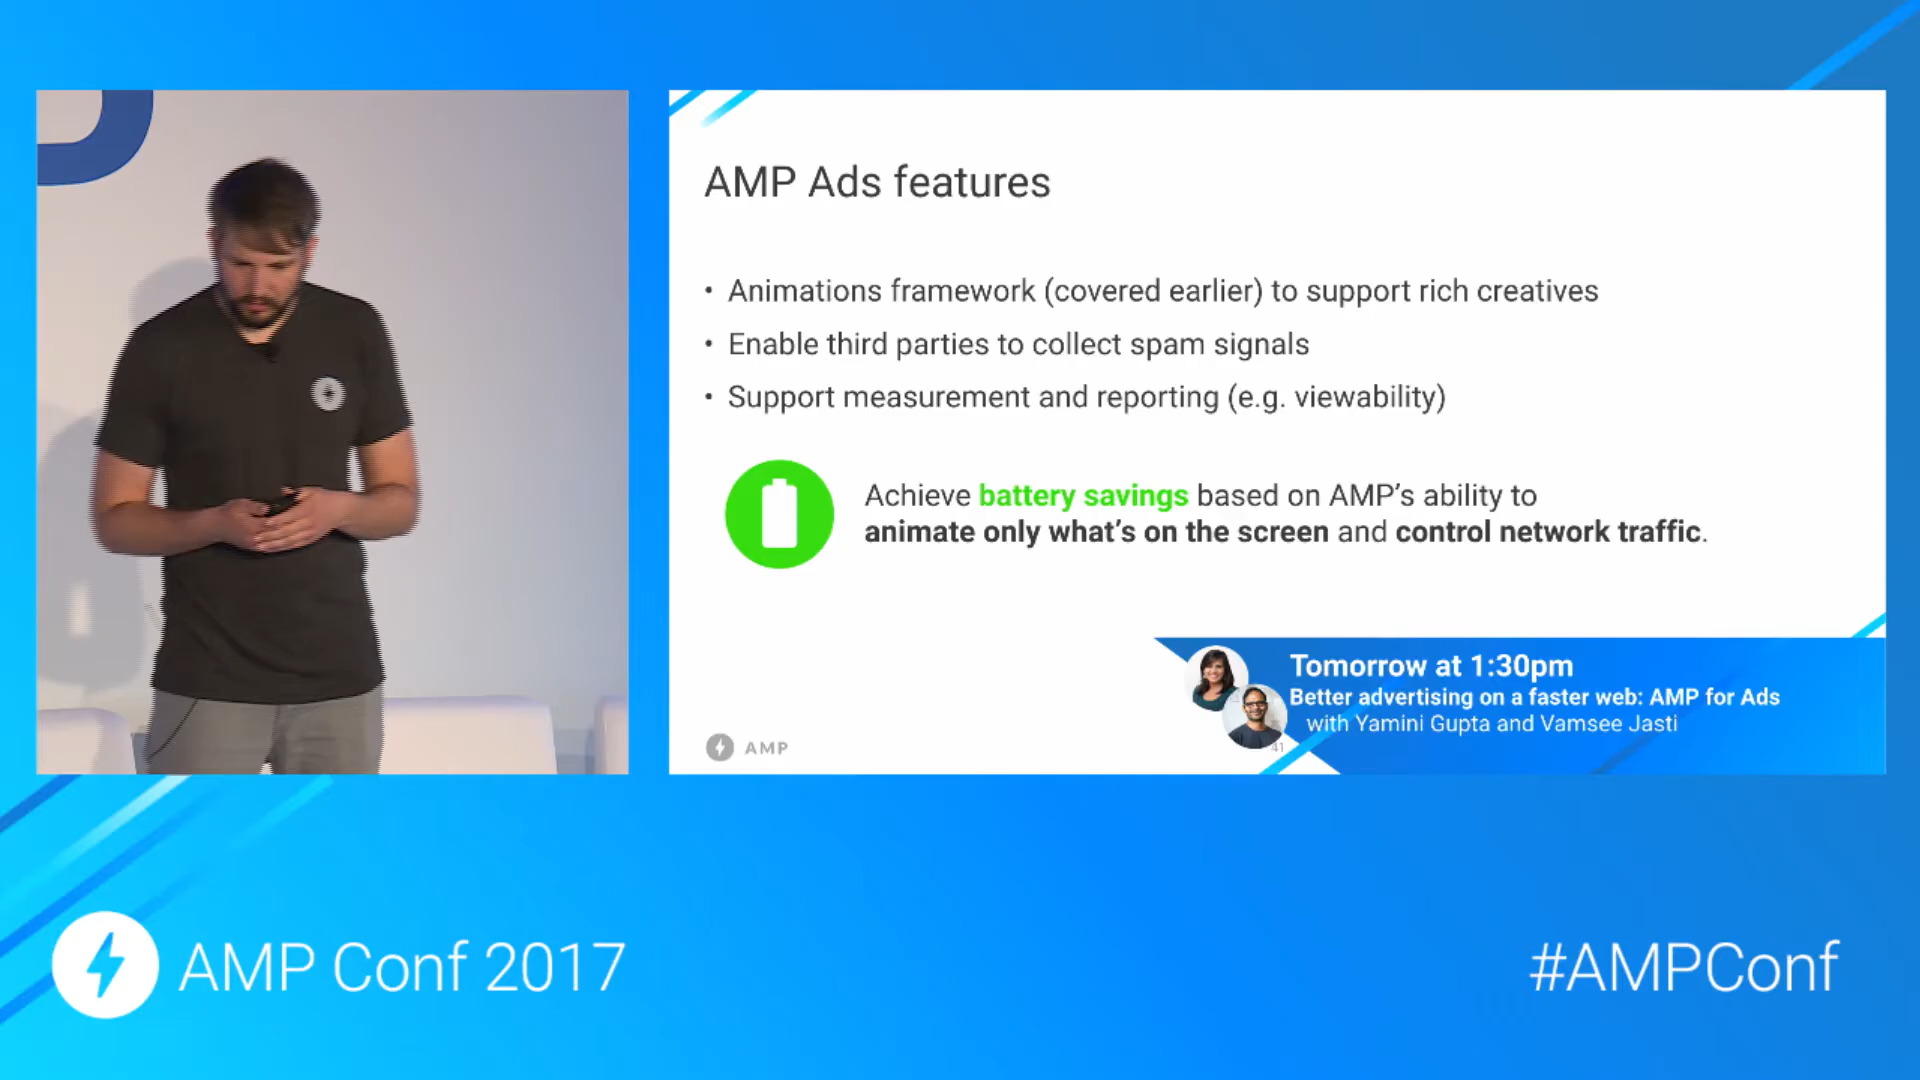 AMP Ads features
• Animations framework (covered earlier) to support rich creatives
• Enable third parties to collect spam signals
• Support measurement and reporting (e.g. viewability)
Achieve battery savings based on AMP's ability to
animate only what's on the screen and control network traffic.
Tomorrow at 1:30pm
Better advertising on a faster web: AMP for Ads
with Yamini Gupta and Vamsee Jasti
41
AMP
AMP Conf 2017
#AMPConf